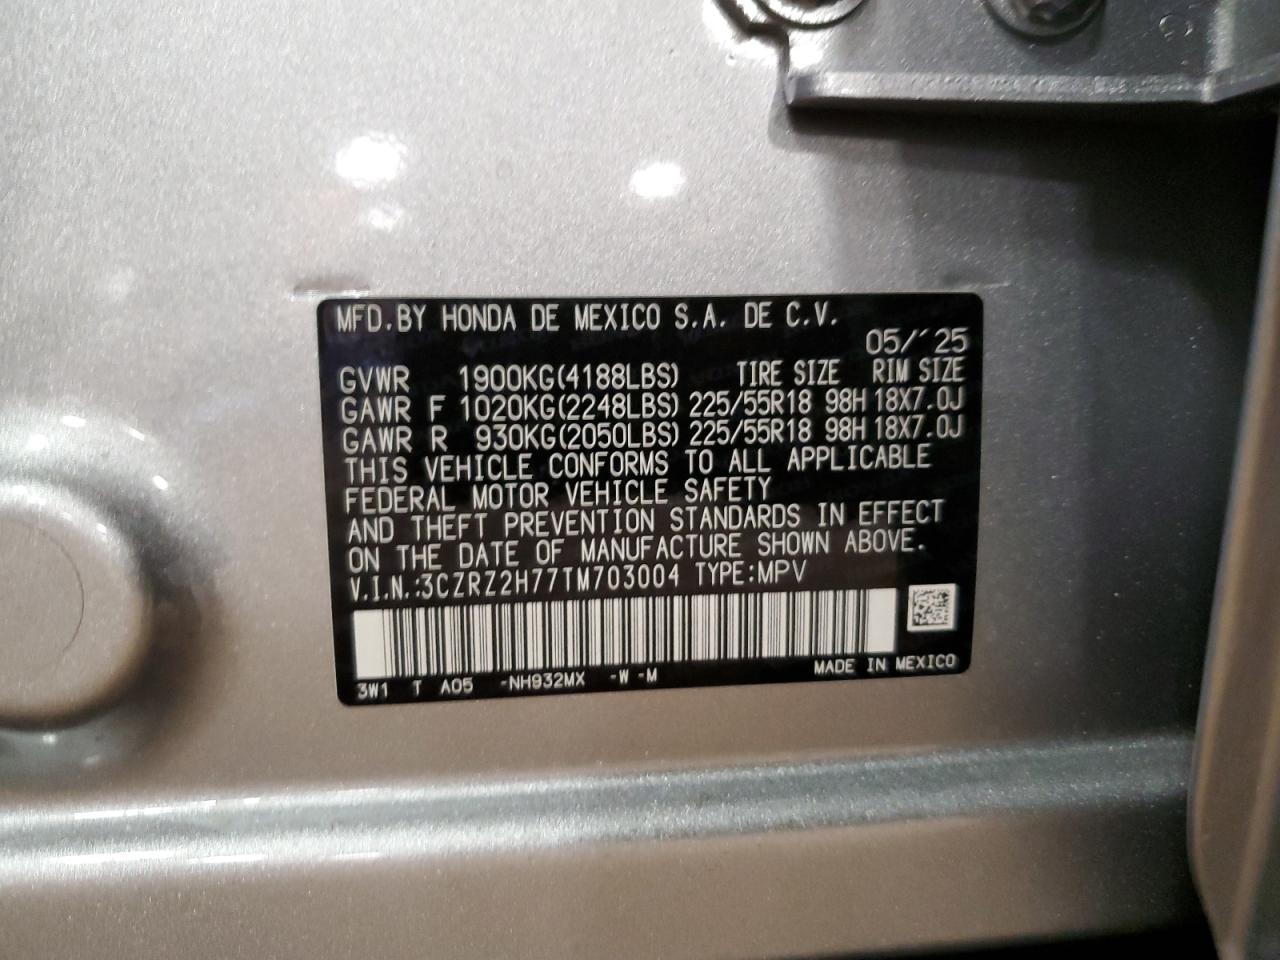 MFD.BY HONDA DE MEXICO S.A. DE C.V.
05/´25
GVWR 1900KG(4188LBS) TIRE SIZE RIM SIZE
GAWR F 1020KG(2248LBS) 225/55R18 98H 18X7.0J
GAWR R 930KG(2050LBS) 225/55R18 98H 18X7.0J
THIS VEHICLE CONFORMS TO ALL APPLICABLE
FEDERAL MOTOR VEHICLE SAFETY
AND THEFT PREVENTION STANDARDS IN EFFECT
ON THE DATE OF MANUFACTURE SHOWN ABOVE.
V.I.N.:3CZRZ2H77TM703004 TYPE:MPV
MADE IN MEXICO
3W1 T A05 -NH932MX -W -M